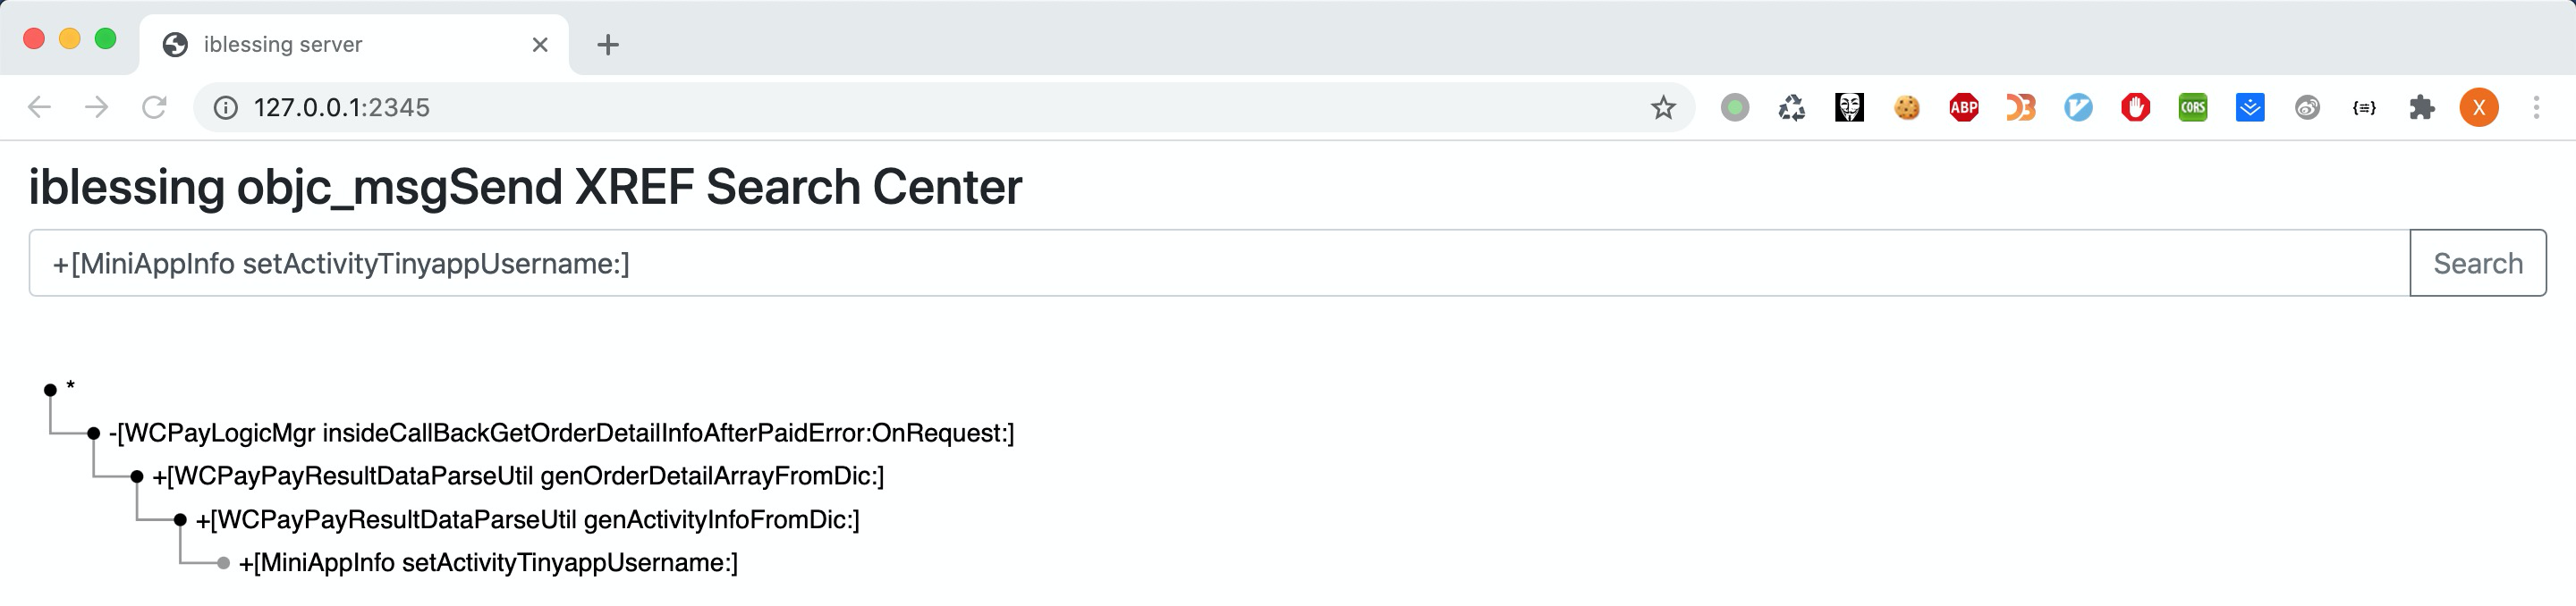 iblessing server
127.0.0.1:2345
ABP
CORS
{≡}
X
iblessing objc_msgSend XREF Search Center
+[MiniAppInfo setActivityTinyappUsername:]
Search
*
-[WCPayLogicMgr insideCallBackGetOrderDetailInfoAfterPaidError:OnRequest:]
+[WCPayPayResultDataParseUtil genOrderDetailArrayFromDic:]
+[WCPayPayResultDataParseUtil genActivityInfoFromDic:]
+[MiniAppInfo setActivityTinyappUsername:]